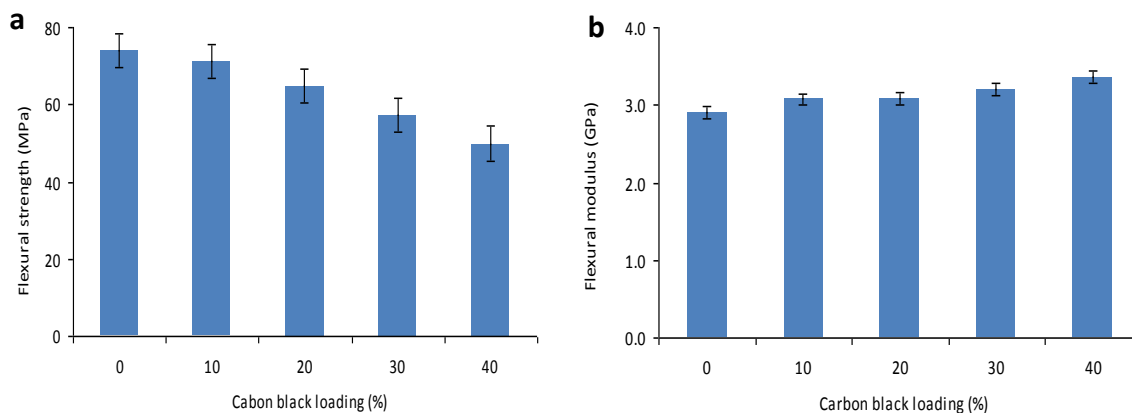 a
80
60
40
20
0
Flexural strength (MPa)
0 10 20 30 40
Cabon black loading (%)
b
4.0
3.0
2.0
1.0
0.0
Flexural modulus (GPa)
0 10 20 30 40
Carbon black loading (%)